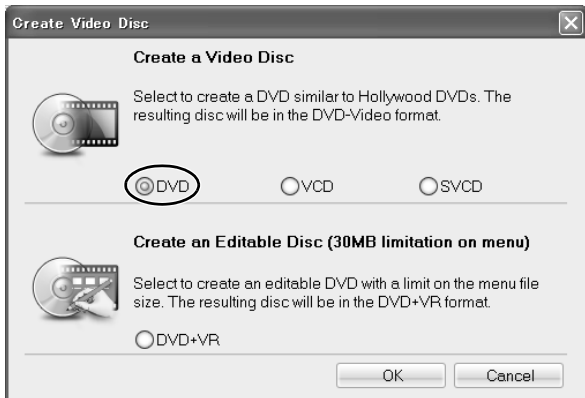 Create Video Disc
Create a Video Disc
Select to create a DVD similar to Hollywood DVDs. The
resulting disc will be in the DVD-Video format.
DVD VCD SVCD
Create an Editable Disc (30MB limitation on menu)
Select to create an editable DVD with a limit on the menu file
size. The resulting disc will be in the DVD+VR format.
DVD+VR
OK Cancel